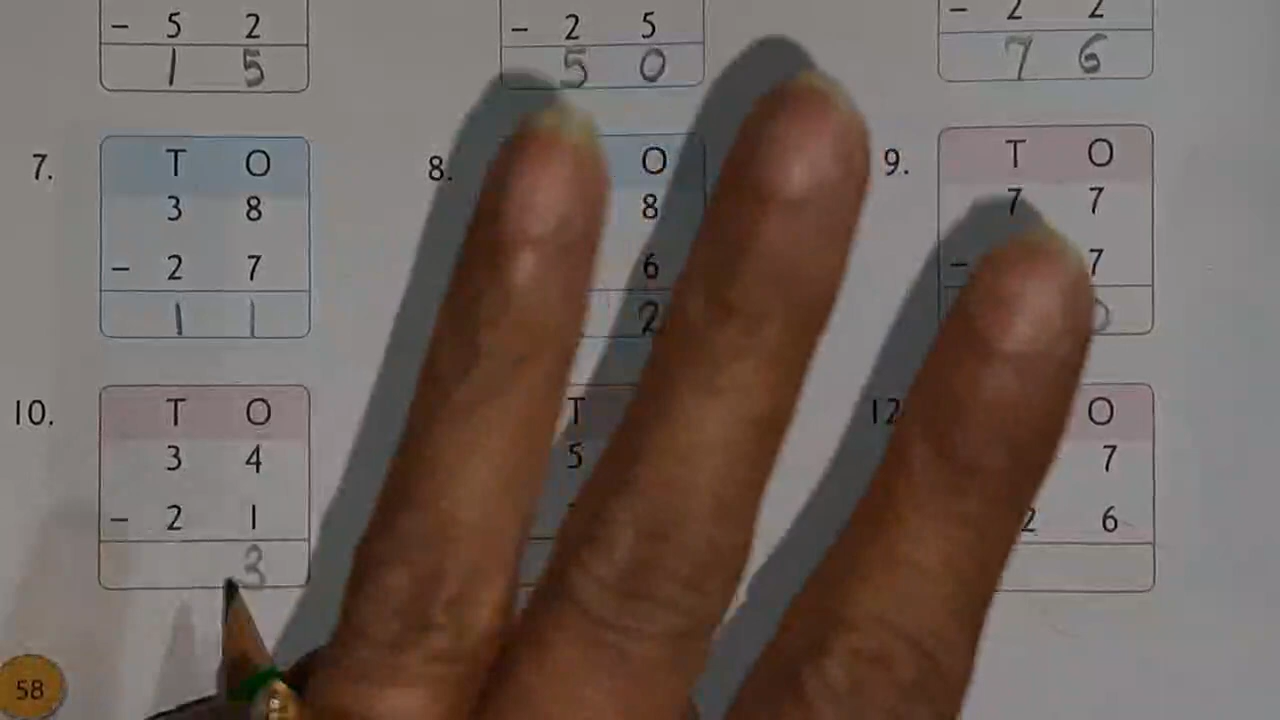 - 5 2
1 5
- 2 5
5 0
- 2 2
7 6
7.
T O
3 8
- 2 7
1 1
8.
O
8
6
2
9.
T O
7 7
- 7
0
10.
T O
3 4
- 2 1
3
T
5
12
O
7
2 6
58